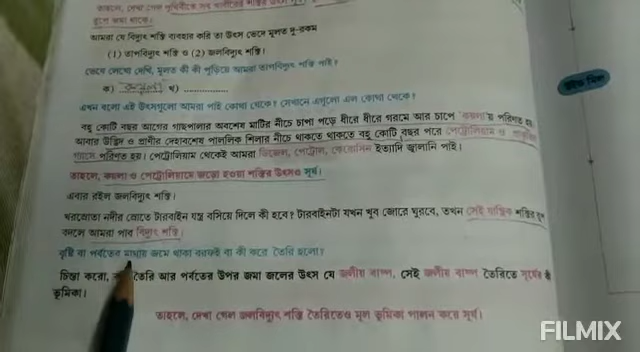 তাহলে, দেখা গেল পৃথিবীতে সব
রূপে জমা থাকে।
আমরা যে বিদ্যুৎ শক্তি ব্যবহার করি তা উৎস ভেদে মূলত দু-রকম
(1) তাপবিদ্যুৎ শক্তি ও (2) জলবিদ্যুৎ শক্তি।
ভেবে লেখো দেখি, মূলত কী কী পুড়িয়ে আমরা তাপবিদ্যুৎ শক্তি পাই?
ক) কয়লা খ) ..................
এখন বলো এই উৎসগুলো আমরা পাই কোথা থেকে? সেখানে এগুলো এল কোথা থেকে?
বহু কোটি বছর আগের গাছপালার অবশেষ মাটির নীচে চাপা পড়ে ধীরে ধীরে গরমে আর চাপে 'কয়লা'য় পরিণত হয়
আবার উদ্ভিদ ও প্রাণীর দেহাবশেষ পাললিক শিলার নীচে থাকতে থাকতে বহু কোটি বছর পরে পেট্রোলিয়াম ও
গ্যাসে পরিণত হয়। পেট্রোলিয়াম থেকেই আমরা ডিজেল, পেট্রোল, কেরোসিন ইত্যাদি জ্বালানি পাই।
তাহলে, কয়লা ও পেট্রোলিয়ামে জড়ো হওয়া শক্তির উৎসও সূর্য।
এবার রইল জলবিদ্যুৎ শক্তি।
খরস্রোতা নদীর স্রোতে টারবাইন যন্ত্র বসিয়ে দিলে কী হবে? টারবাইনটা যখন খুব জোরে ঘুরবে, তখন সেই যান্ত্রিক শক্তির
বদলে আমরা পাব বিদ্যুৎ শক্তি।
বৃষ্টি বা পর্বতের মাথায় জমে থাকা বরফই বা কী করে তৈরি হলো?
চিন্তা করো, তৈরি আর পর্বতের উপর জমা জলের উৎস যে জলীয় বাষ্প, সেই জলীয় বাষ্প তৈরিতে সূর্যের কী
ভূমিকা।
তাহলে, দেখা গেল জলবিদ্যুৎ শক্তি তৈরিতেও মূল ভূমিকা পালন করে সূর্য।
FILMIX